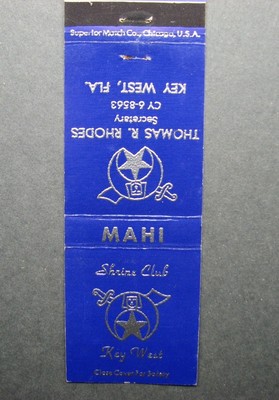 Superior Match Co., Chicago, U.S.A.
KEY WEST, FLA.
CY 6-8563
Secretary
THOMAS R. RHODES
MAHI
Shrine Club
Key West
Close Cover For Safety